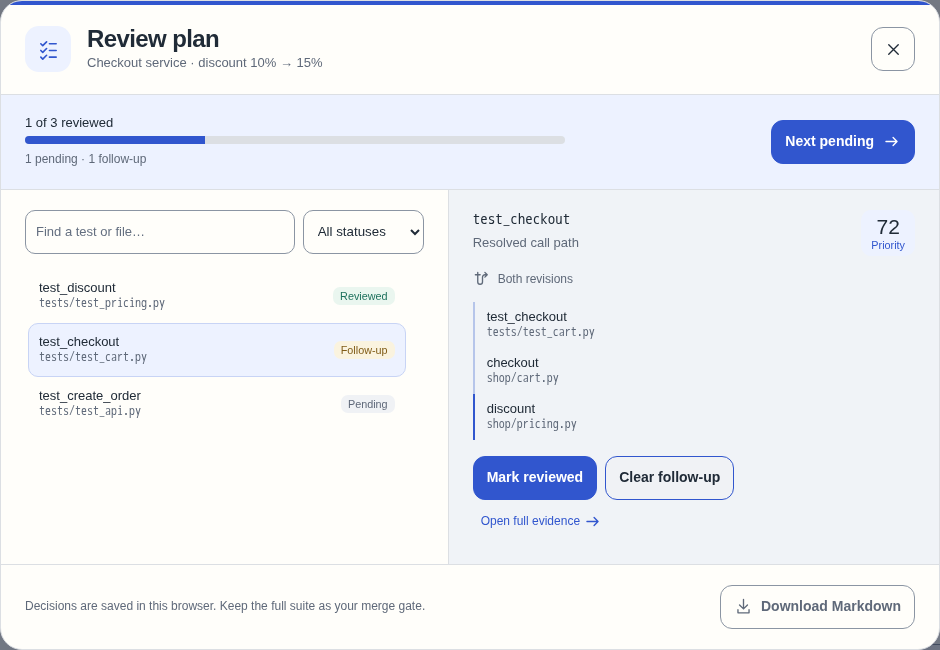 Review plan
Checkout service · discount 10% → 15%
1 of 3 reviewed
1 pending · 1 follow-up
Next pending →
Find a test or file…
All statuses
test_discount
tests/test_pricing.py
Reviewed
test_checkout
tests/test_cart.py
Follow-up
test_create_order
tests/test_api.py
Pending
test_checkout
Resolved call path
72
Priority
Both revisions
test_checkout
tests/test_cart.py
checkout
shop/cart.py
discount
shop/pricing.py
Mark reviewed
Clear follow-up
Open full evidence →
Decisions are saved in this browser. Keep the full suite as your merge gate.
Download Markdown